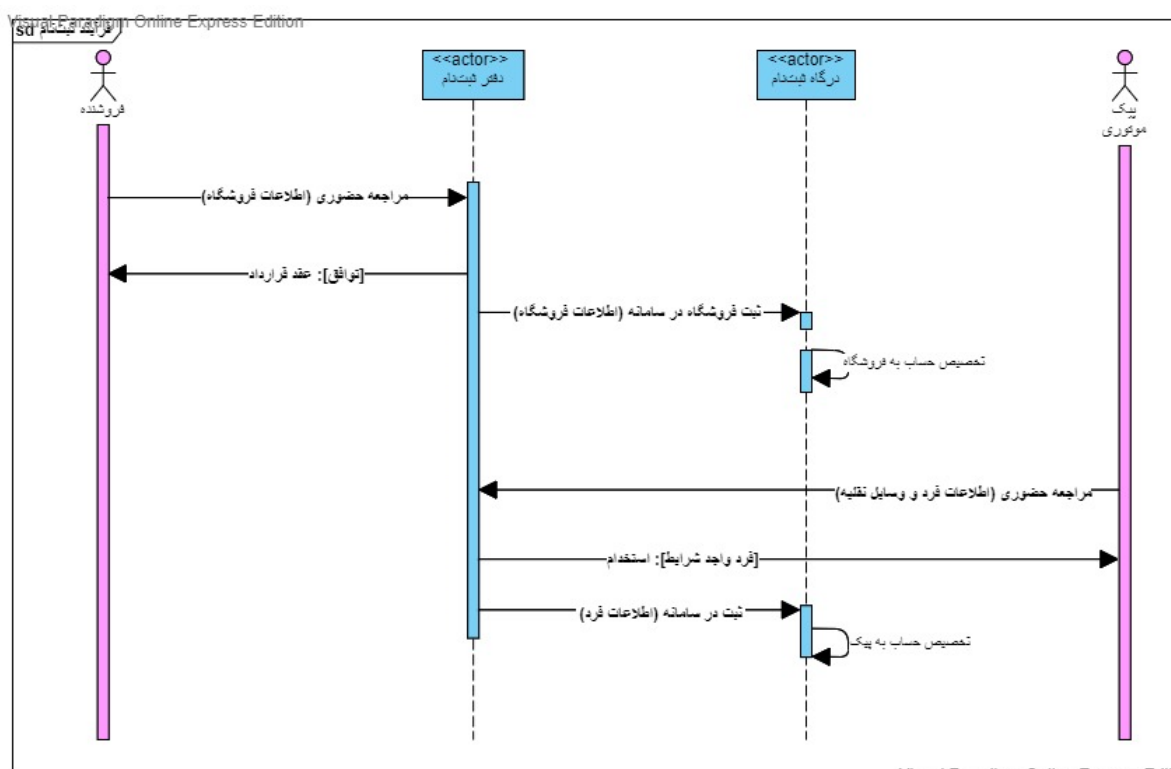 Visual Paradigm Online Express Edition
sd فرآیند ثبت‌نام
<<actor>>
دفتر ثبت‌نام
<<actor>>
درگاه ثبت‌نام
فروشنده
پیک
موتوری
مراجعه حضوری (اطلاعات فروشگاه)
[توافق]: عقد قرارداد
ثبت فروشگاه در سامانه (اطلاعات فروشگاه)
تخصیص حساب به فروشگاه
مراجعه حضوری (اطلاعات فرد و وسایل نقلیه)
[فرد واجد شرایط]: استخدام
ثبت در سامانه (اطلاعات فرد)
تخصیص حساب به پیک